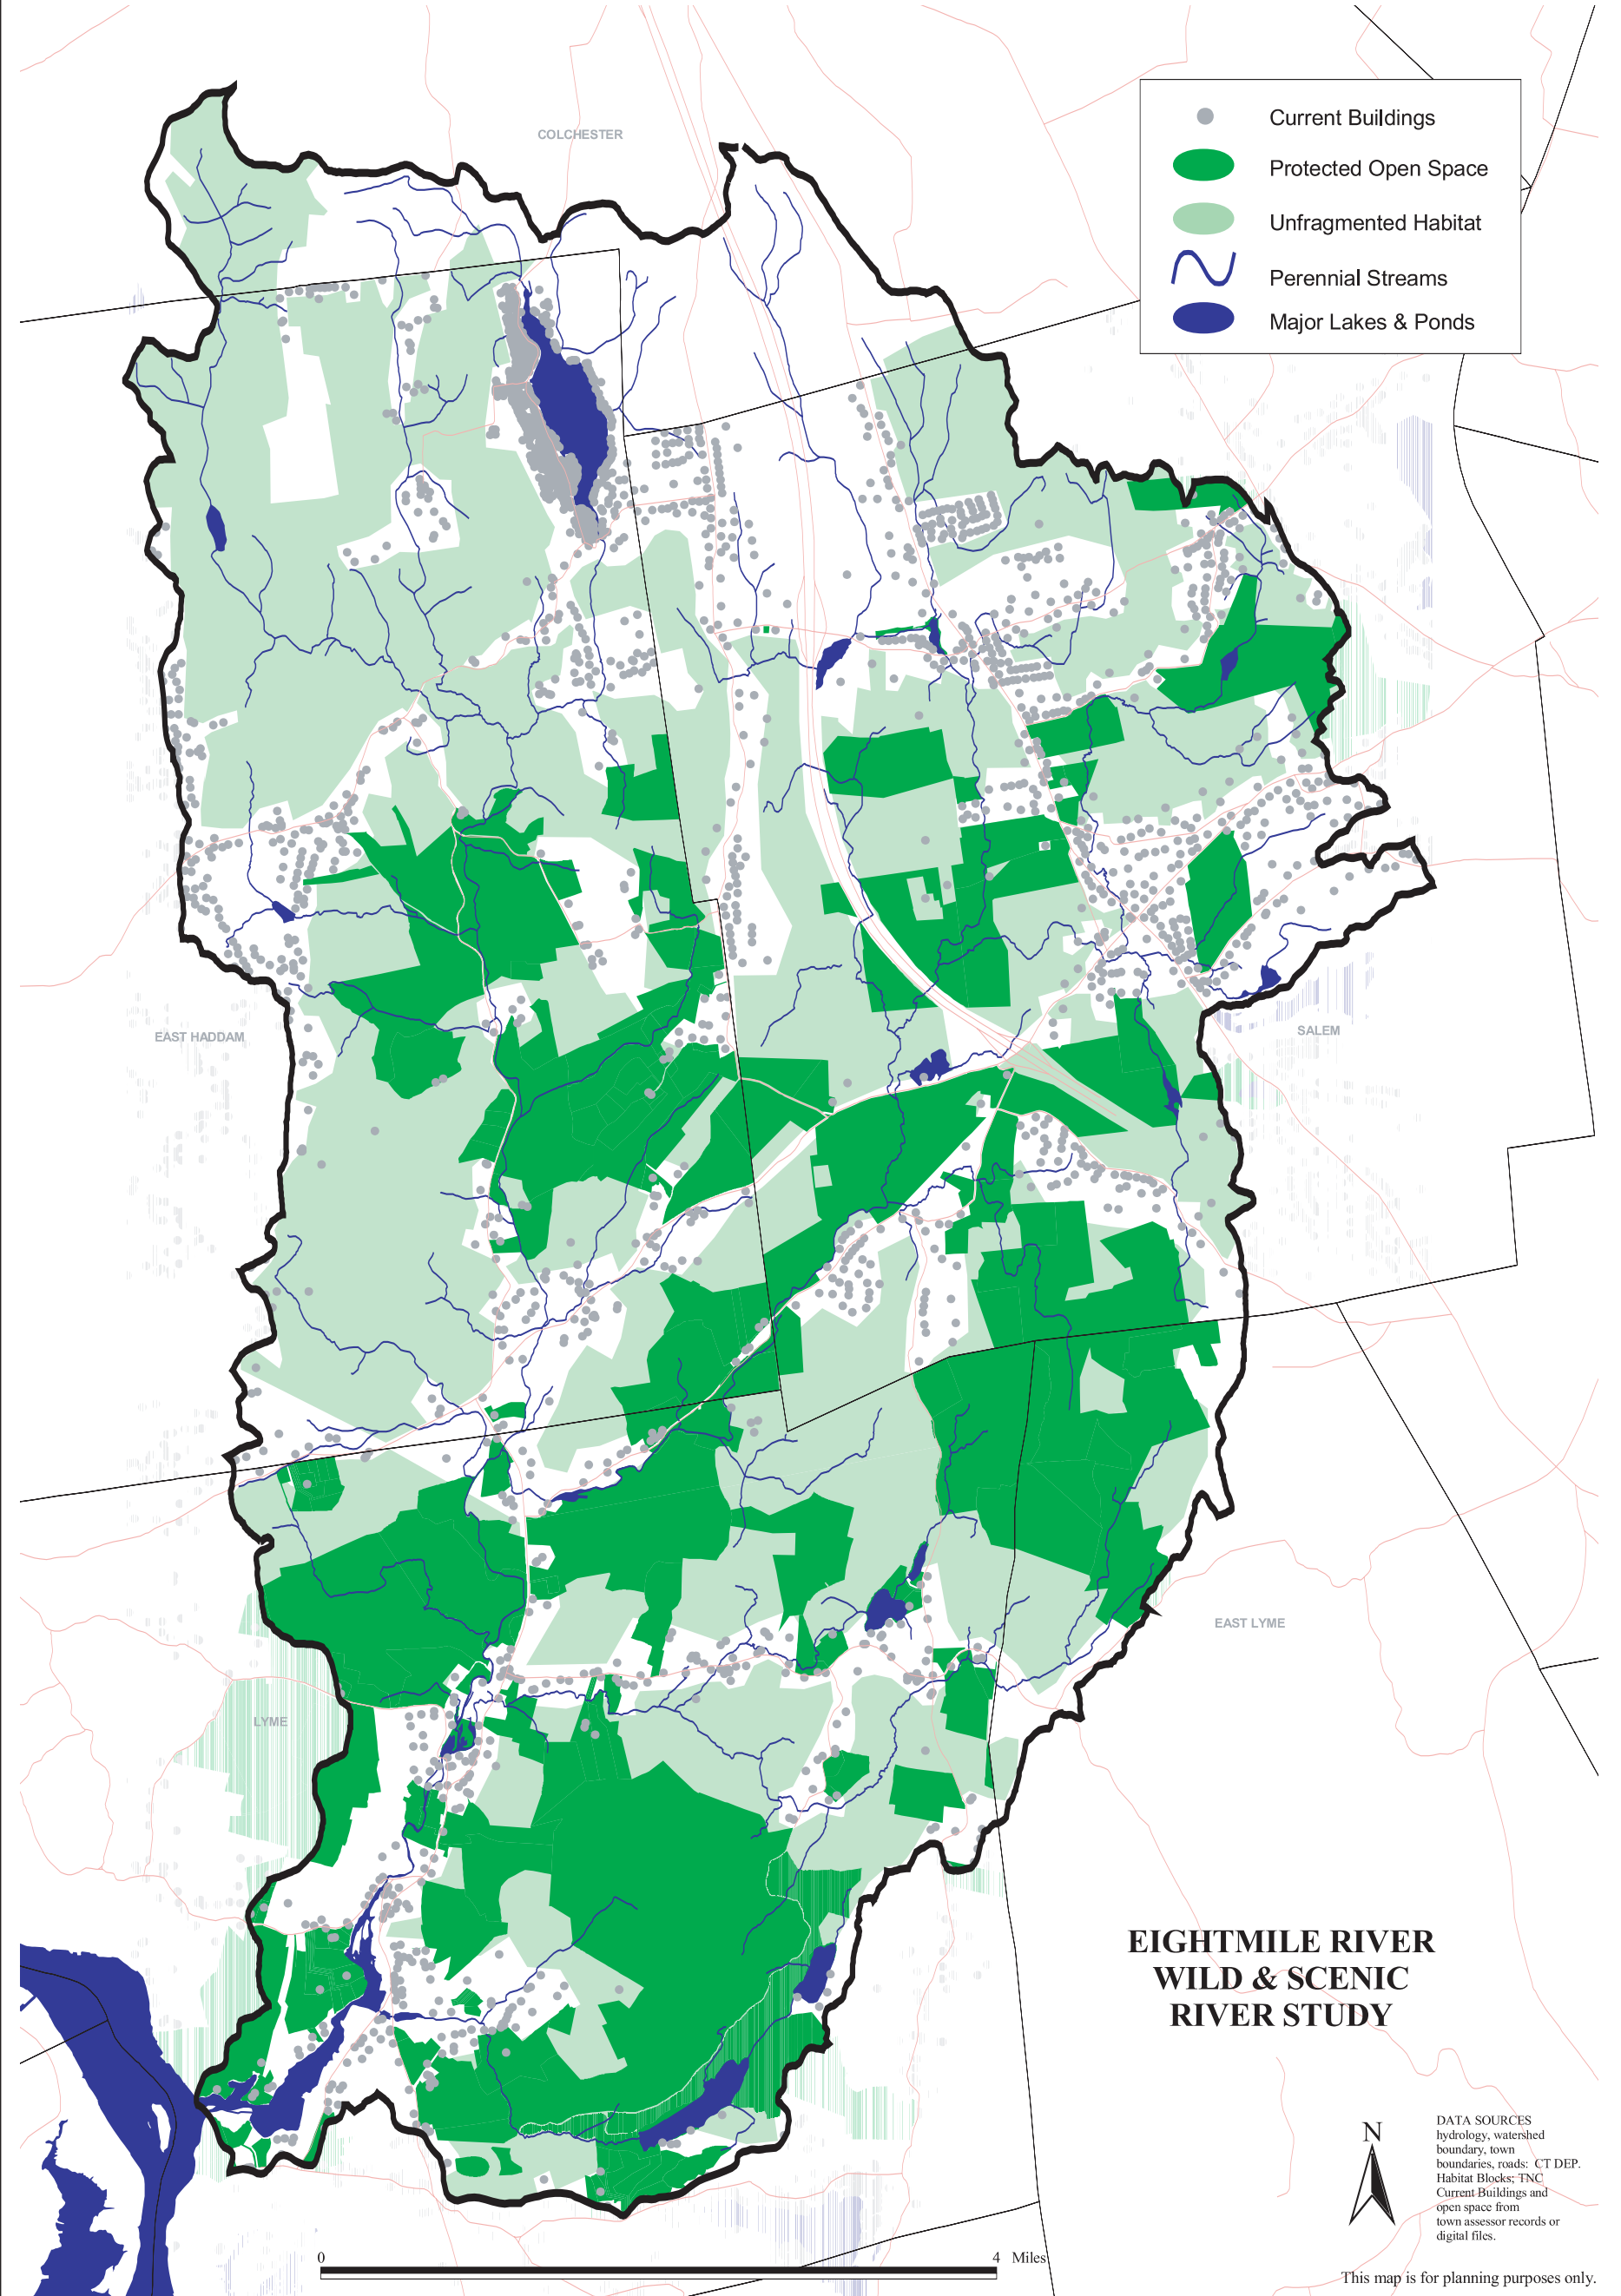 COLCHESTER
Current Buildings
Protected Open Space
Unfragmented Habitat
Perennial Streams
Major Lakes & Ponds
EAST HADDAM
SALEM
EAST LYME
LYME
EIGHTMILE RIVER
WILD & SCENIC
RIVER STUDY
N
DATA SOURCES
hydrology, watershed
boundary, town
boundaries, roads: CT DEP.
Habitat Blocks; TNC
Current Buildings and
open space from
town assessor records or
digital files.
0 4 Miles
This map is for planning purposes only.